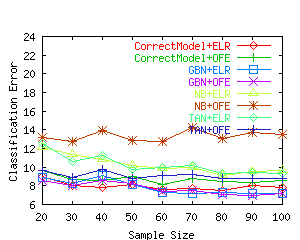 24
22
20
18
16
14
12
10
8
6
Classification Error
CorrectModel+ELR
CorrectModel+OFE
GBN+ELR
GBN+OFE
NB+ELR
NB+OFE
TAN+ELR
TAN+OFE
20 30 40 50 60 70 80 90 100
Sample Size